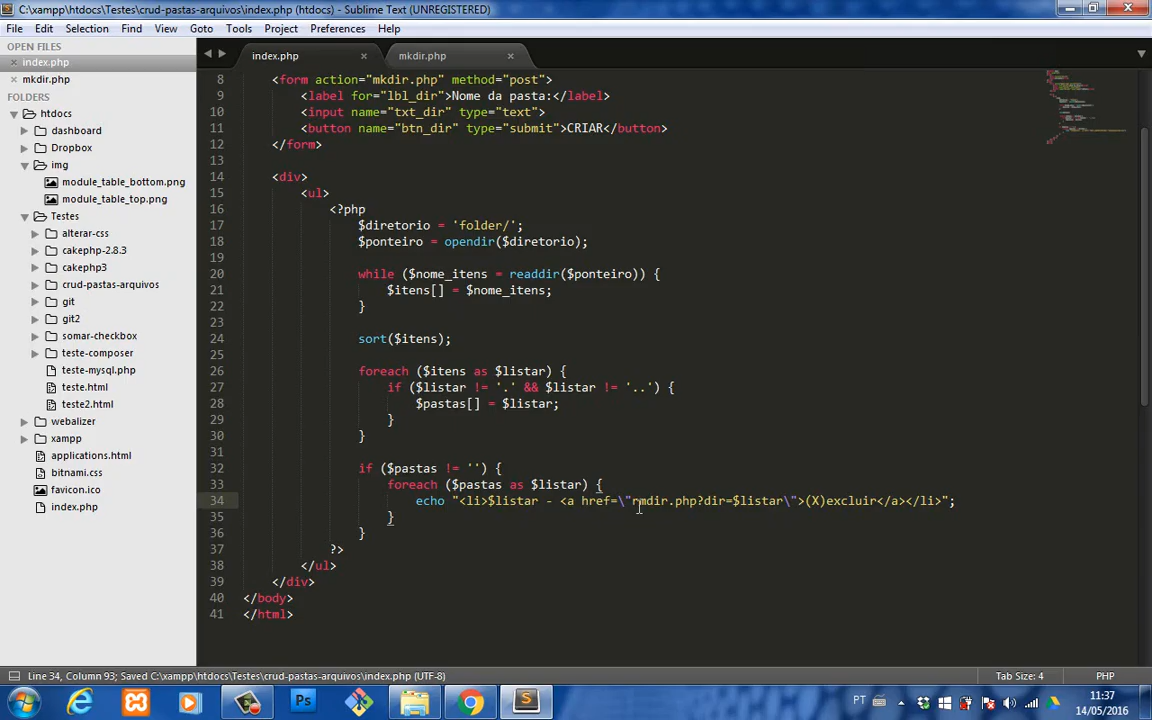 C:\xampp\htdocs\Testes\crud-pastas-arquivos\index.php (htdocs) - Sublime Text (UNREGISTERED)
File Edit Selection Find View Goto Tools Project Preferences Help
OPEN FILES
index.php
mkdir.php
FOLDERS
htdocs
dashboard
Dropbox
img
module_table_bottom.png
module_table_top.png
Testes
alterar-css
cakephp-2.8.3
cakephp3
crud-pastas-arquivos
git
git2
somar-checkbox
teste-composer
teste-mysql.php
teste.html
teste2.html
webalizer
xampp
applications.html
bitnami.css
favicon.ico
index.php
index.php × mkdir.php ×
8 <form action="mkdir.php" method="post">
9 <label for="lbl_dir">Nome da pasta:</label>
10 <input name="txt_dir" type="text">
11 <button name="btn_dir" type="submit">CRIAR</button>
12 </form>
13
14 <div>
15 <ul>
16 <?php
17 $diretorio = 'folder/';
18 $ponteiro = opendir($diretorio);
19
20 while ($nome_itens = readdir($ponteiro)) {
21 $itens[] = $nome_itens;
22 }
23
24 sort($itens);
25
26 foreach ($itens as $listar) {
27 if ($listar != '.' && $listar != '..') {
28 $pastas[] = $listar;
29 }
30 }
31
32 if ($pastas != '') {
33 foreach ($pastas as $listar) {
34 echo "<li>$listar - <a href=\"rmdir.php?dir=$listar\">(X)excluir</a></li>";
35 }
36 }
37 ?>
38 </ul>
39 </div>
40 </body>
41 </html>
Line 34, Column 93; Saved C:\xampp\htdocs\Testes\crud-pastas-arquivos\index.php (UTF-8) Tab Size: 4 PHP
Ps PT 11:37
14/05/2016